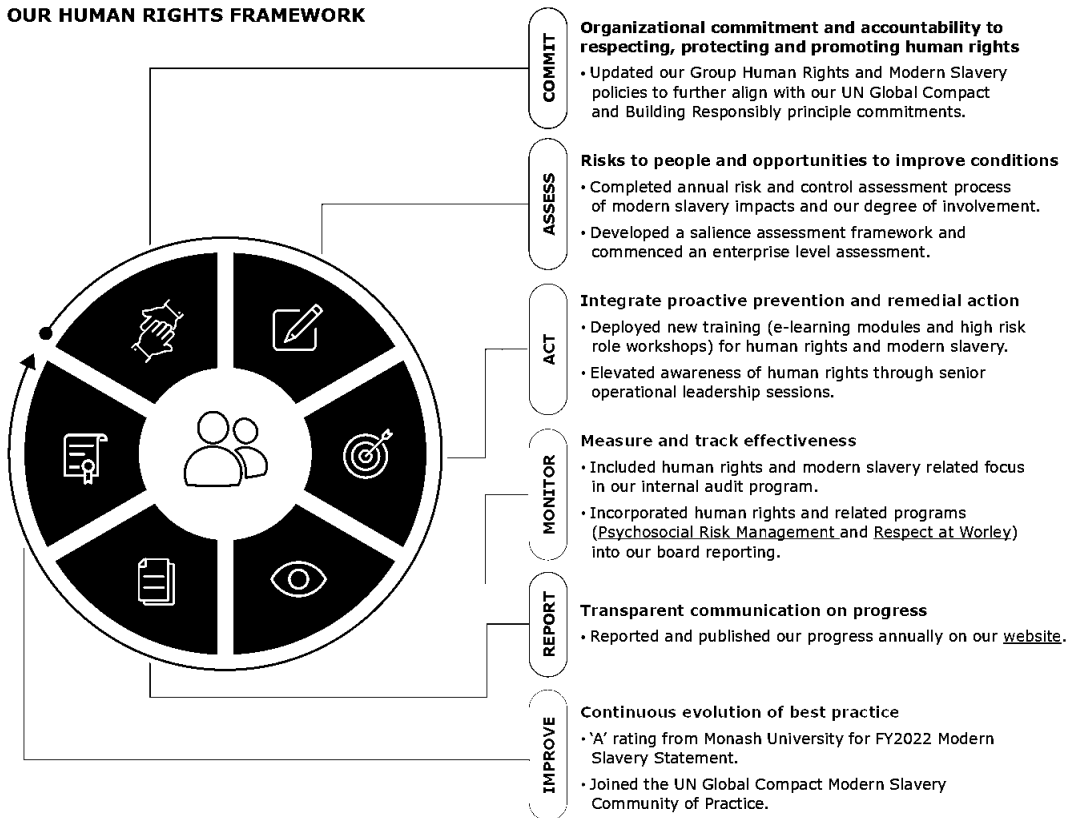 OUR HUMAN RIGHTS FRAMEWORK
COMMIT
Organizational commitment and accountability to
respecting, protecting and promoting human rights
• Updated our Group Human Rights and Modern Slavery
policies to further align with our UN Global Compact
and Building Responsibly principle commitments.
ASSESS
Risks to people and opportunities to improve conditions
• Completed annual risk and control assessment process
of modern slavery impacts and our degree of involvement.
• Developed a salience assessment framework and
commenced an enterprise level assessment.
ACT
Integrate proactive prevention and remedial action
• Deployed new training (e-learning modules and high risk
role workshops) for human rights and modern slavery.
• Elevated awareness of human rights through senior
operational leadership sessions.
MONITOR
Measure and track effectiveness
• Included human rights and modern slavery related focus
in our internal audit program.
• Incorporated human rights and related programs
(Psychosocial Risk Management and Respect at Worley)
into our board reporting.
REPORT
Transparent communication on progress
• Reported and published our progress annually on our website.
IMPROVE
Continuous evolution of best practice
• ‘A’ rating from Monash University for FY2022 Modern
Slavery Statement.
• Joined the UN Global Compact Modern Slavery
Community of Practice.